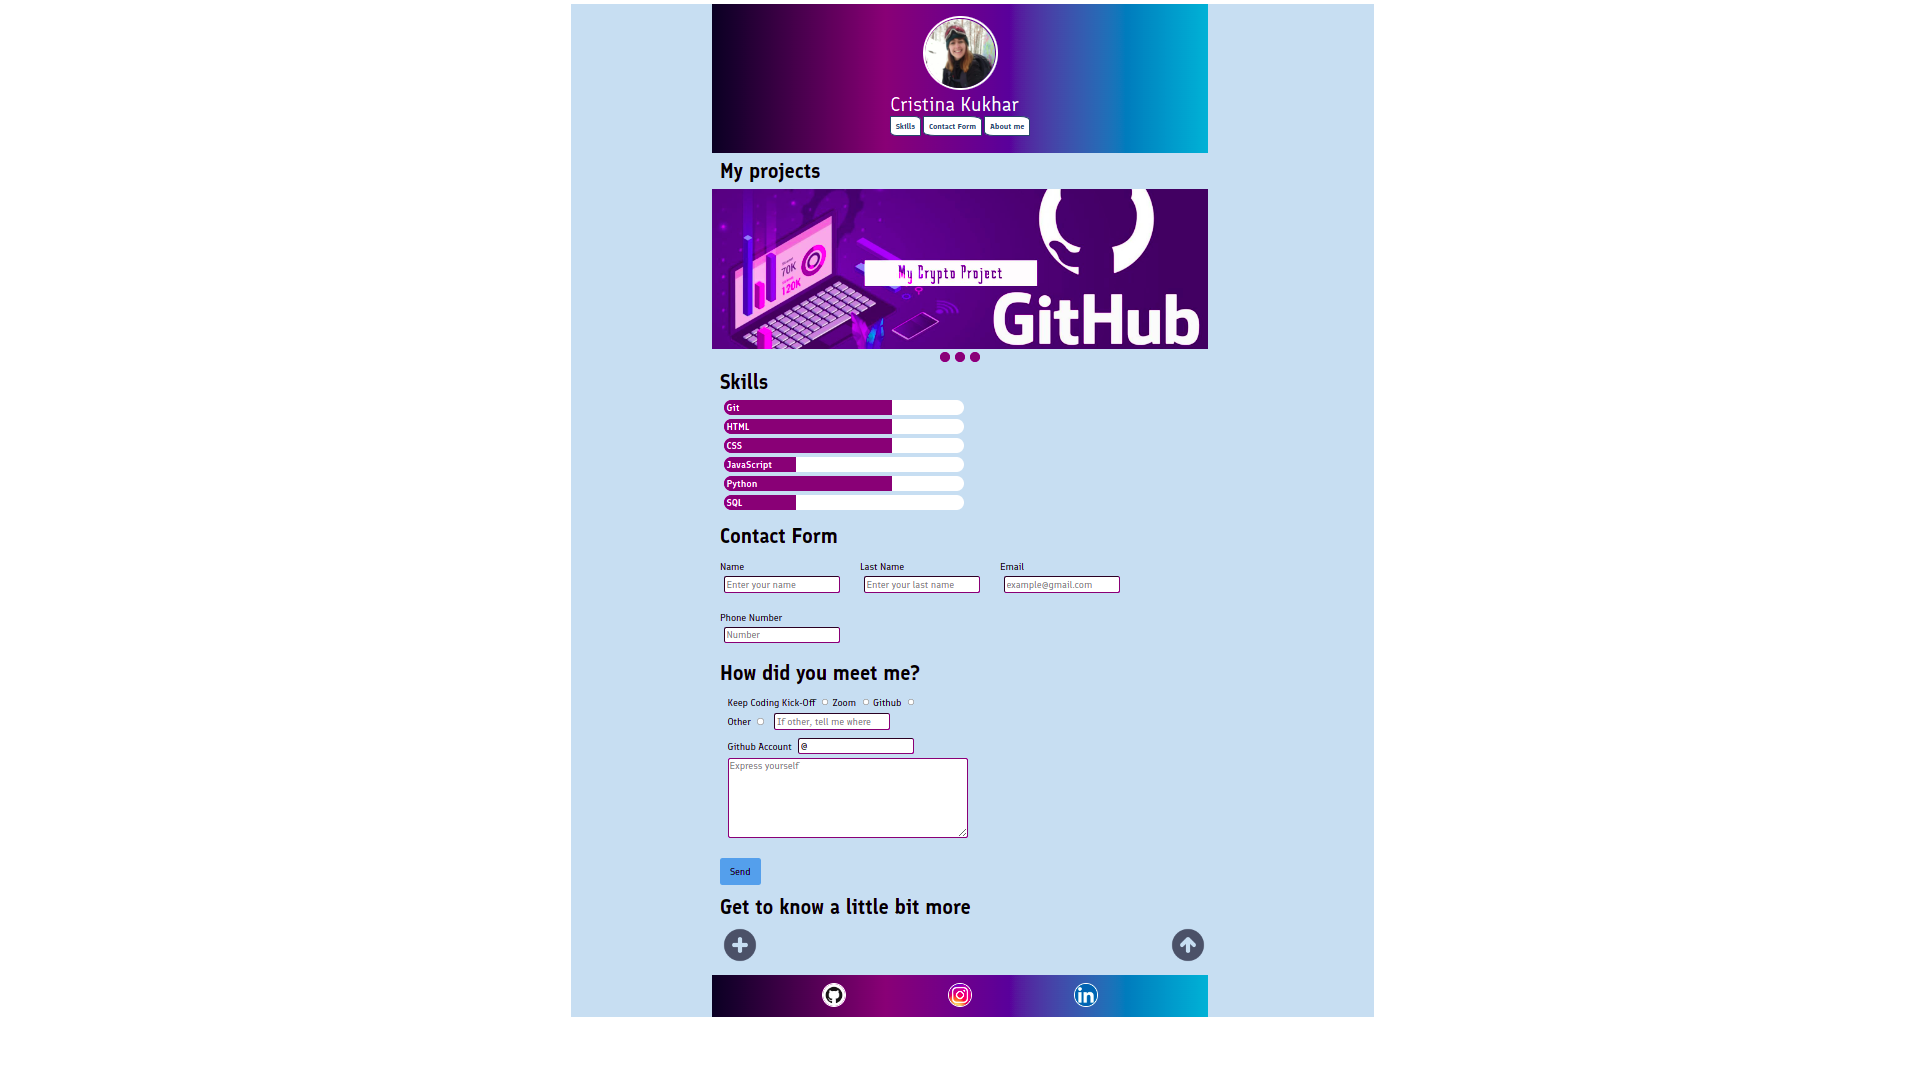 Cristina Kukhar
Skills Contact Form About me
My projects
70K
120K
My Crypto Project
GitHub
Skills
Git
HTML
CSS
JavaScript
Python
SQL
Contact Form
Name Last Name Email
Enter your name Enter your last name example@gmail.com
Phone Number
Number
How did you meet me?
Keep Coding Kick-Off Zoom Github
Other If other, tell me where
Github Account @
Express yourself
Send
Get to know a little bit more
in